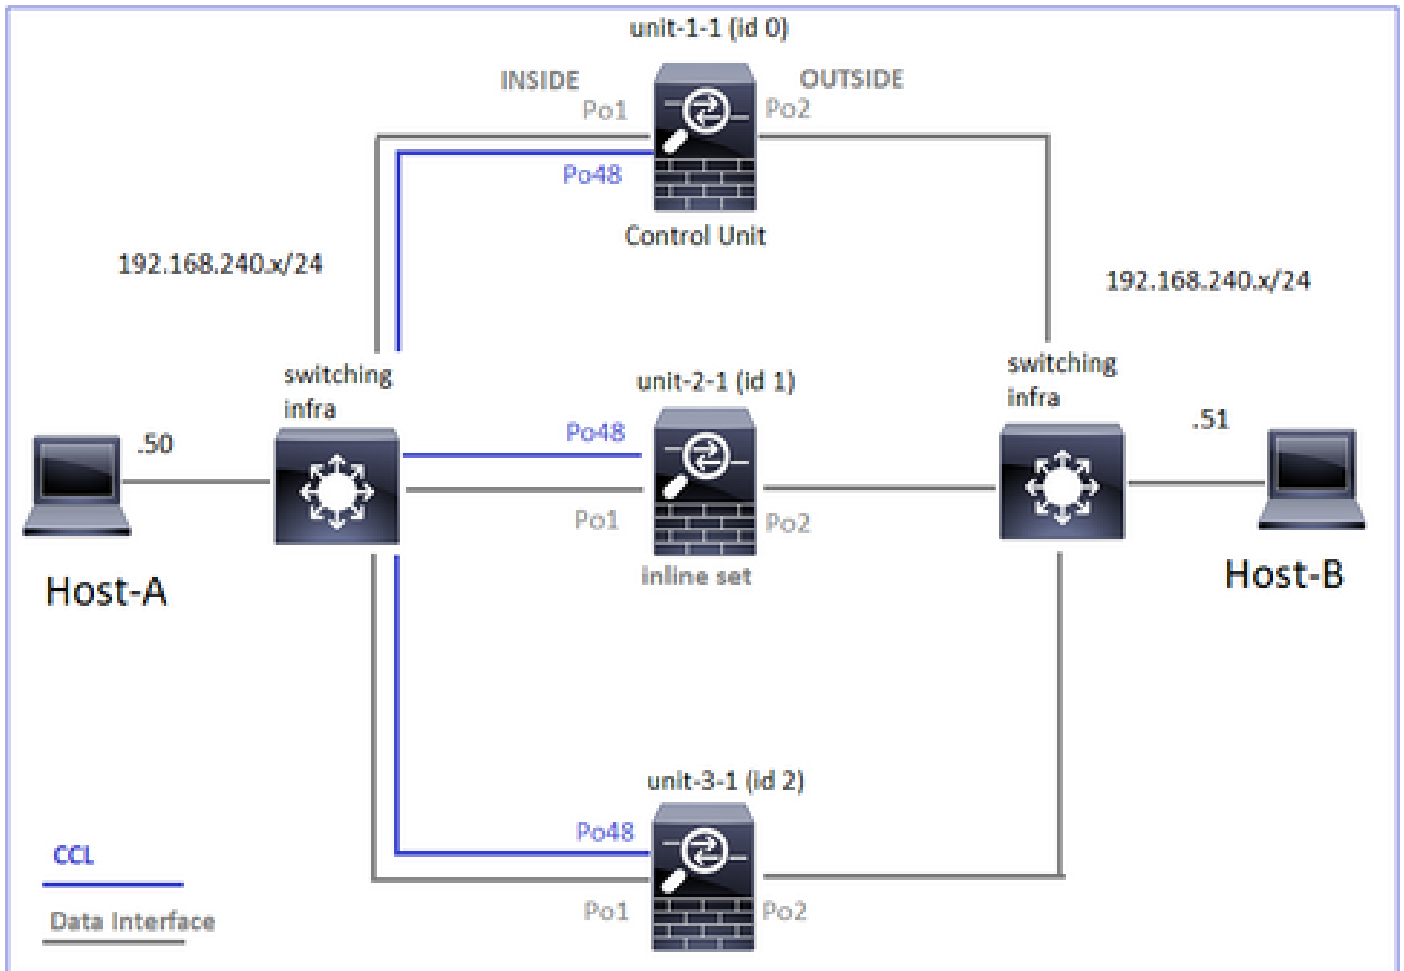 unit-1-1 (id 0)
INSIDE
OUTSIDE
Po1
Po2
Po48
Control Unit
192.168.240.x/24
192.168.240.x/24
switching
infra
switching
infra
unit-2-1 (id 1)
.50
Po48
.51
Po1
Po2
inline set
Host-A
Host-B
unit-3-1 (id 2)
Po48
CCL
Po1
Po2
Data Interface